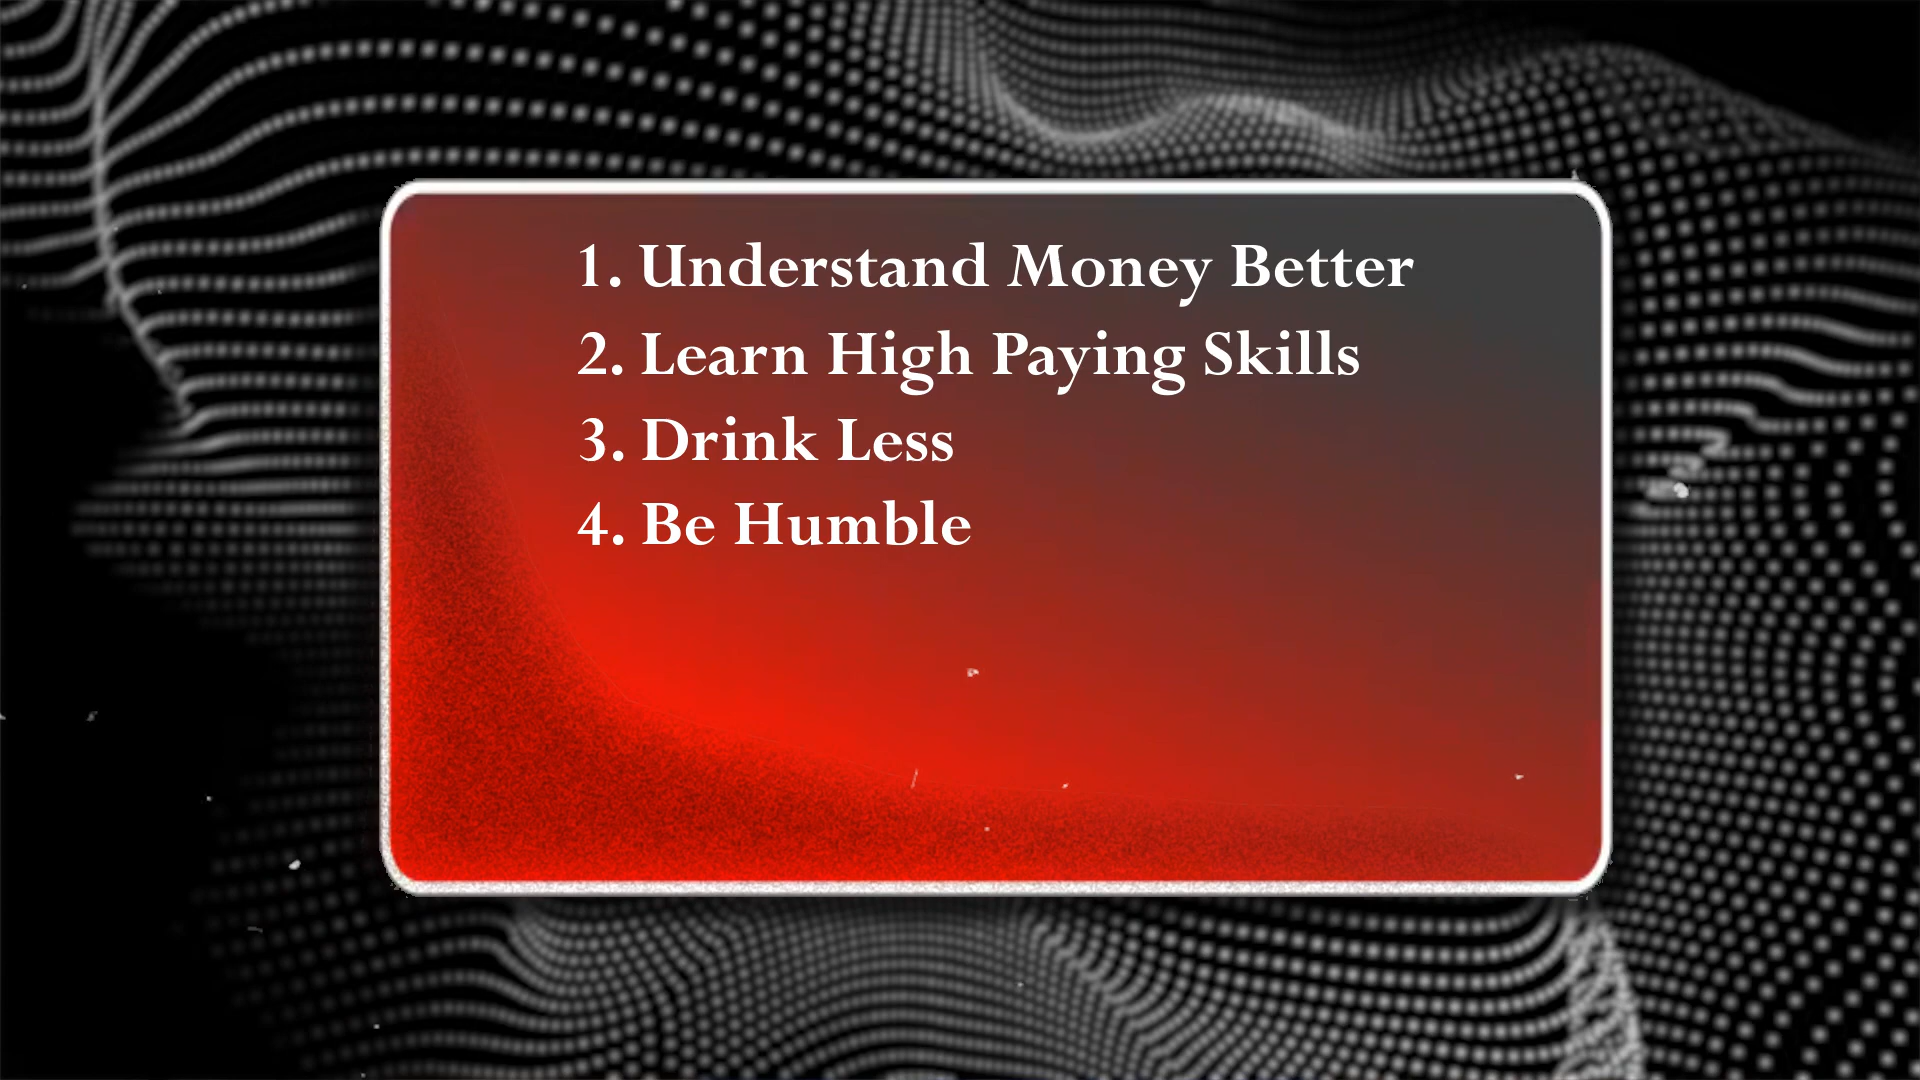 1. Understand Money Better
2. Learn High Paying Skills
3. Drink Less
4. Be Humble